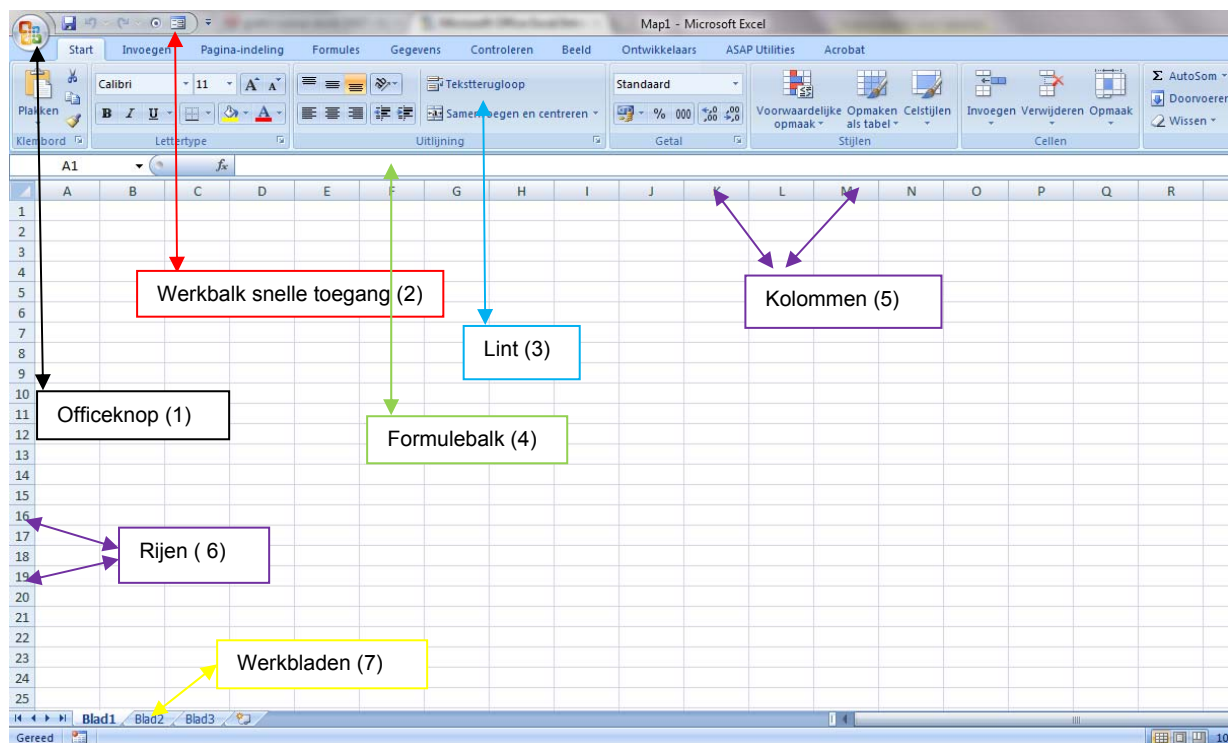 Map1 - Microsoft Excel
Start Invoegen Pagina-indeling Formules Gegevens Controleren Beeld Ontwikkelaars ASAP Utilities Acrobat
Calibri 11 A A Tekstterugloop Standaard Σ AutoSom
Plakken B I U A Samenvoegen en centreren % 000 Voorwaardelijke Opmaken Celstijlen Invoegen Verwijderen Opmaak Doorvoeren
opmaak als tabel Wissen
Klembord Lettertype Uitlijning Getal Stijlen Cellen
A1 fx
A B C D E F G H I J K L M N O P Q R
1
2
3
4
Werkbalk snelle toegang (2)
Kolommen (5)
5
6
7
Lint (3)
8
9
10
Officeknop (1)
11
12
Formulebalk (4)
13
14
15
16
17
Rijen ( 6)
18
19
20
21
22
23
Werkbladen (7)
24
25
Blad1 Blad2 Blad3
Gereed 10